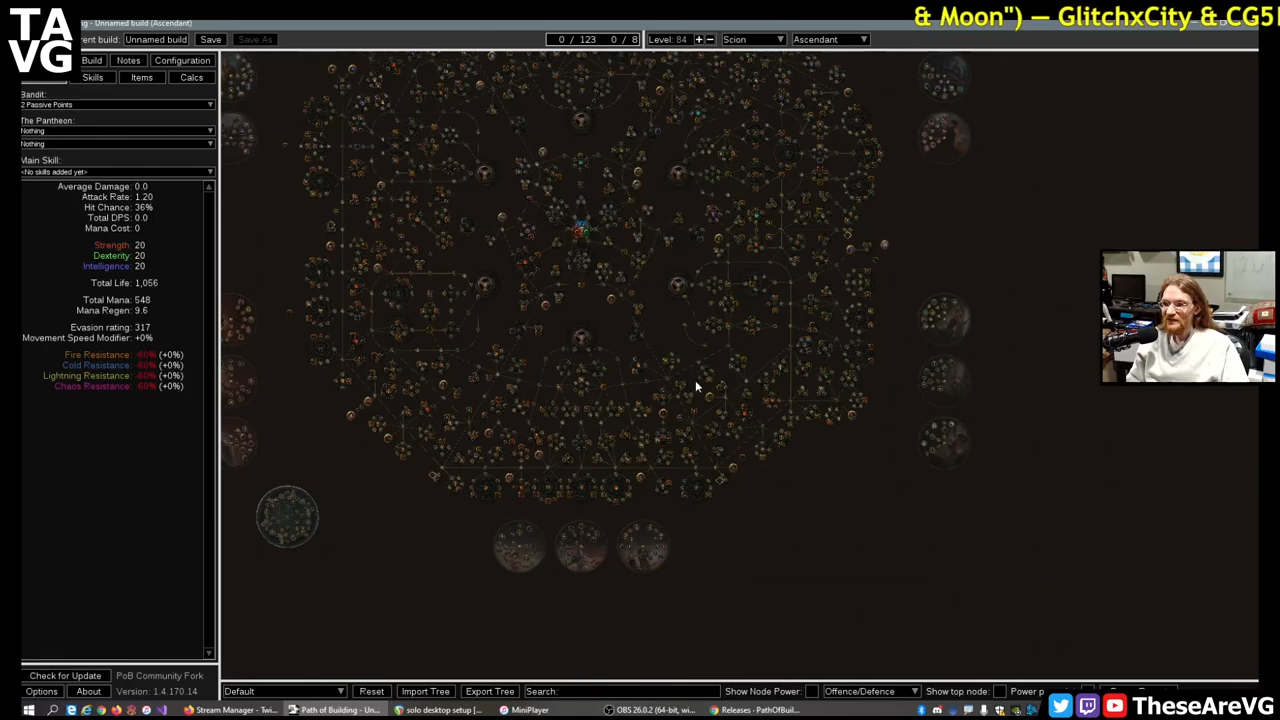 & Moon") — GlitchxCity & CG5
TA
VG
- Unnamed build (Ascendant)
ent build: Unnamed build Save Save As 0 / 123 0 / 8 Level: 84 + - Scion Ascendant
Build Notes Configuration
Skills Items Calcs
Bandit:
2 Passive Points
The Pantheon:
Nothing
Nothing
Main Skill:
<No skills added yet>
Average Damage: 0.0
Attack Rate: 1.20
Hit Chance: 36%
Total DPS: 0.0
Mana Cost: 0
Strength: 20
Dexterity: 20
Intelligence: 20
Total Life: 1,056
Total Mana: 548
Mana Regen: 9.6
Evasion rating: 317
Movement Speed Modifier: +0%
Fire Resistance: -60% (+0%)
Cold Resistance: -60% (+0%)
Lightning Resistance: -60% (+0%)
Chaos Resistance: -60% (+0%)
Check for Update PoB Community Fork
Options About Version: 1.4.170.14
Default Reset Import Tree Export Tree Search: Show Node Power: Offence/Defence Show top node: Power
Stream Manager - Twi... Path of Building - Un... solo desktop setup [... MiniPlayer OBS 26.0.2 (64-bit, wi... Releases · PathOfBuil...
TheseAreVG